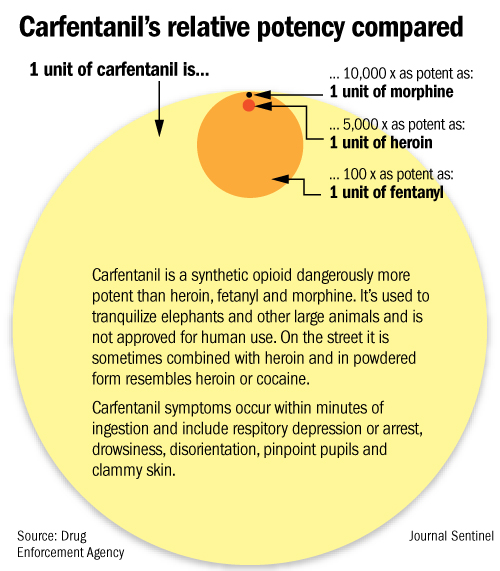 Carfentanil's relative potency compared
1 unit of carfentanil is...
... 10,000 x as potent as:
1 unit of morphine
... 5,000 x as potent as:
1 unit of heroin
... 100 x as potent as:
1 unit of fentanyl
Carfentanil is a synthetic opioid dangerously more
potent than heroin, fetanyl and morphine. It's used to
tranquilize elephants and other large animals and is
not approved for human use. On the street it is
sometimes combined with heroin and in powdered
form resembles heroin or cocaine.
Carfentanil symptoms occur within minutes of
ingestion and include respitory depression or arrest,
drowsiness, disorientation, pinpoint pupils and
clammy skin.
Source: Drug
Enforcement Agency
Journal Sentinel